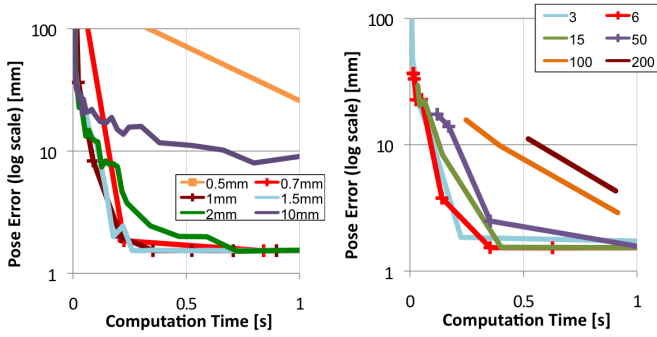 Pose Error (log scale) [mm]
100
10
1
0.5mm 0.7mm
1mm 1.5mm
2mm 10mm
0 0.5 1
Computation Time [s]
Pose Error (log scale) [mm]
100
10
1
3 6
15 50
100 200
0 0.5 1
Computation Time [s]